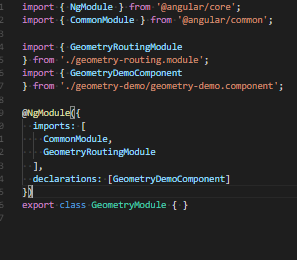 import { NgModule } from '@angular/core';
import { CommonModule } from '@angular/common';
import { GeometryRoutingModule
} from './geometry-routing.module';
import { GeometryDemoComponent
} from './geometry-demo/geometry-demo.component';
@NgModule({
imports: [
CommonModule,
GeometryRoutingModule
],
declarations: [GeometryDemoComponent]
})
export class GeometryModule { }